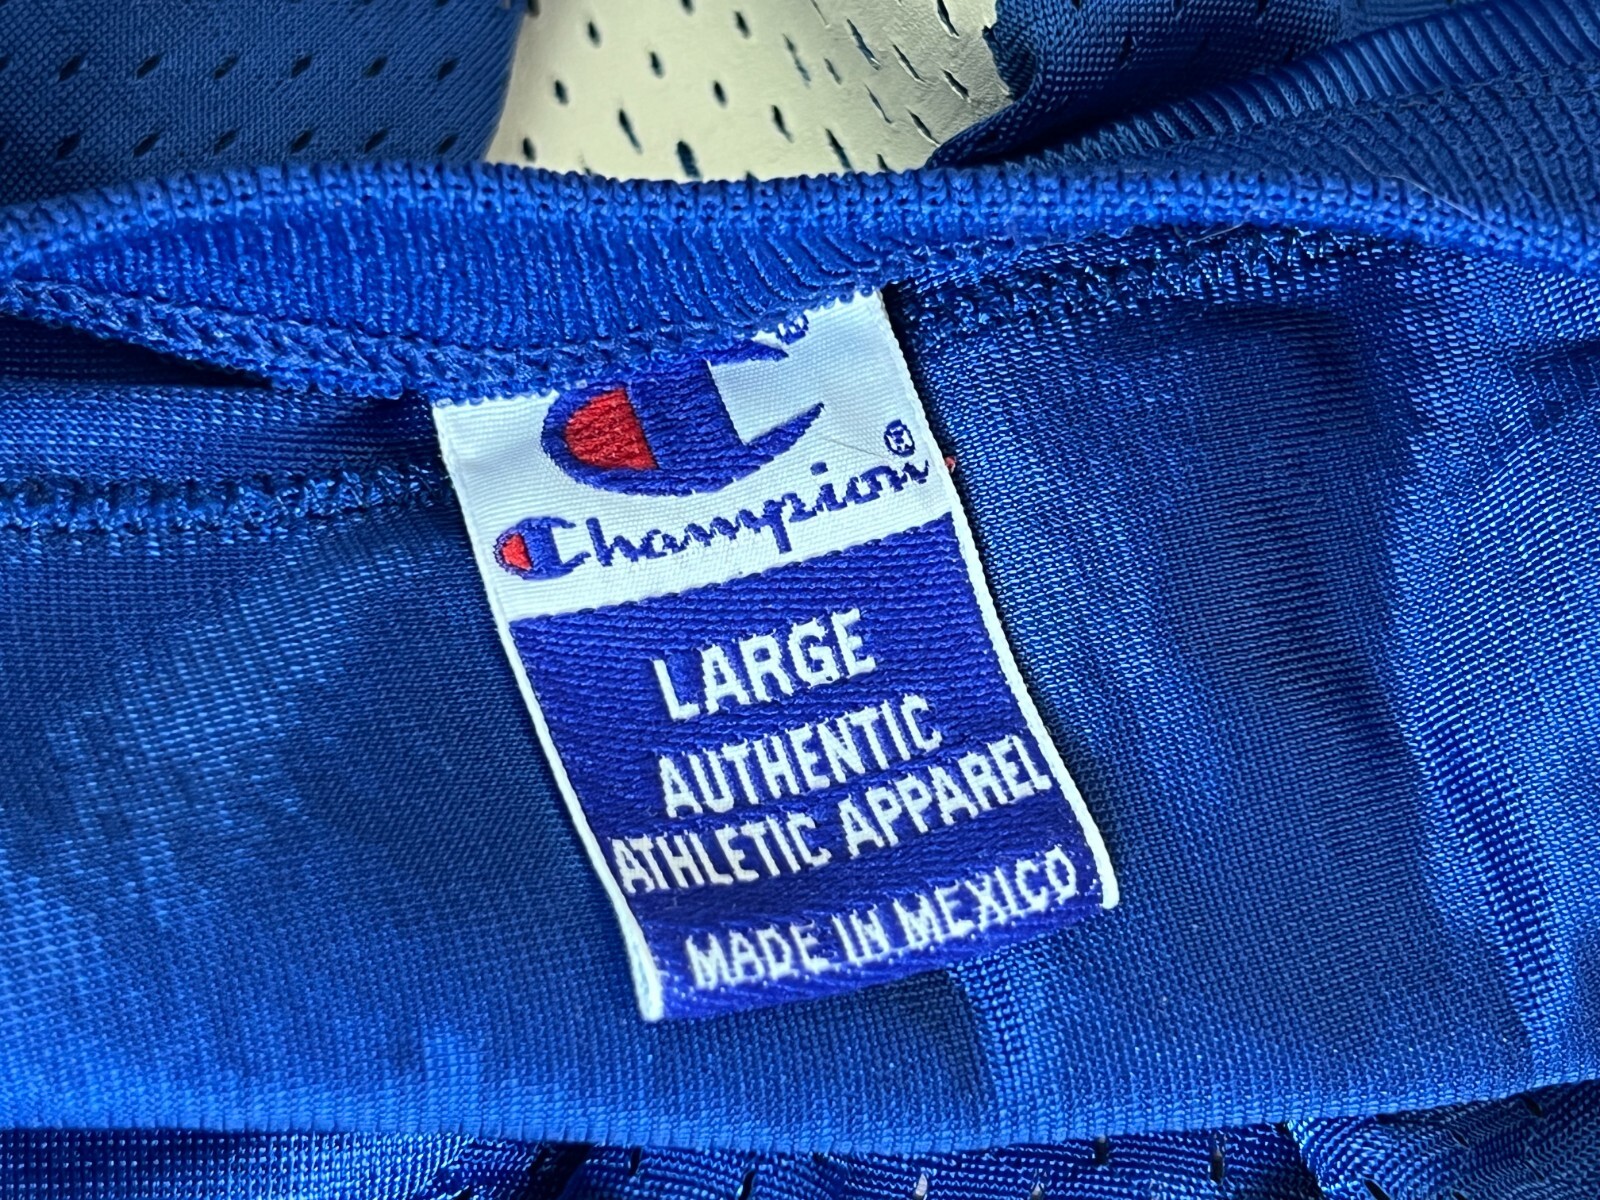 Champion®
LARGE
AUTHENTIC
ATHLETIC APPAREL
MADE IN MEXICO